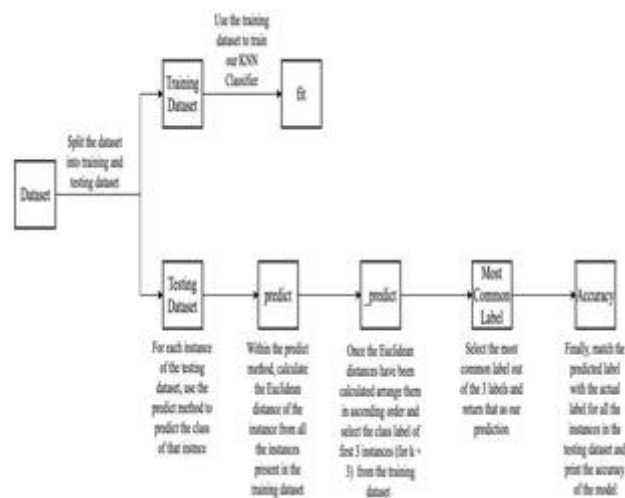 Use the training
dataset to train
our KNN
Classifier
Training
Dataset
fit
Split the dataset
into training and
testing dataset
Dataset
Testing
Dataset
predict
_predict
Most
Common
Label
Accuracy
For each instance
of the testing
dataset, use the
predict method to
predict the class
of that instnce
Within the predict
method, calculate
the Euclidean
distance of the
instance from all
the instances
present in the
training dataset
Once the Euclidean
distances have been
calculated arrange them
in ascending order and
select the class label of
first 3 instances (for k =
3) from the training
dataset
Select the most
common label out
of the 3 labels and
return that as our
prediction
Finally, match the
predicted label
with the actual
label for all the
instances in the
testing dataset and
print the accuracy
of the model